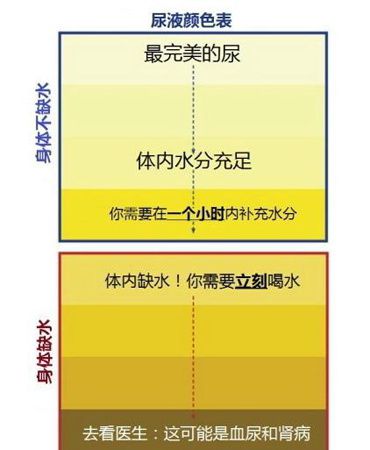 尿液颜色表
身体不缺水
最完美的尿
体内水分充足
你需要在一个小时内补充水分
身体缺水
体内缺水！你需要立刻喝水
去看医生：这可能是血尿和肾病